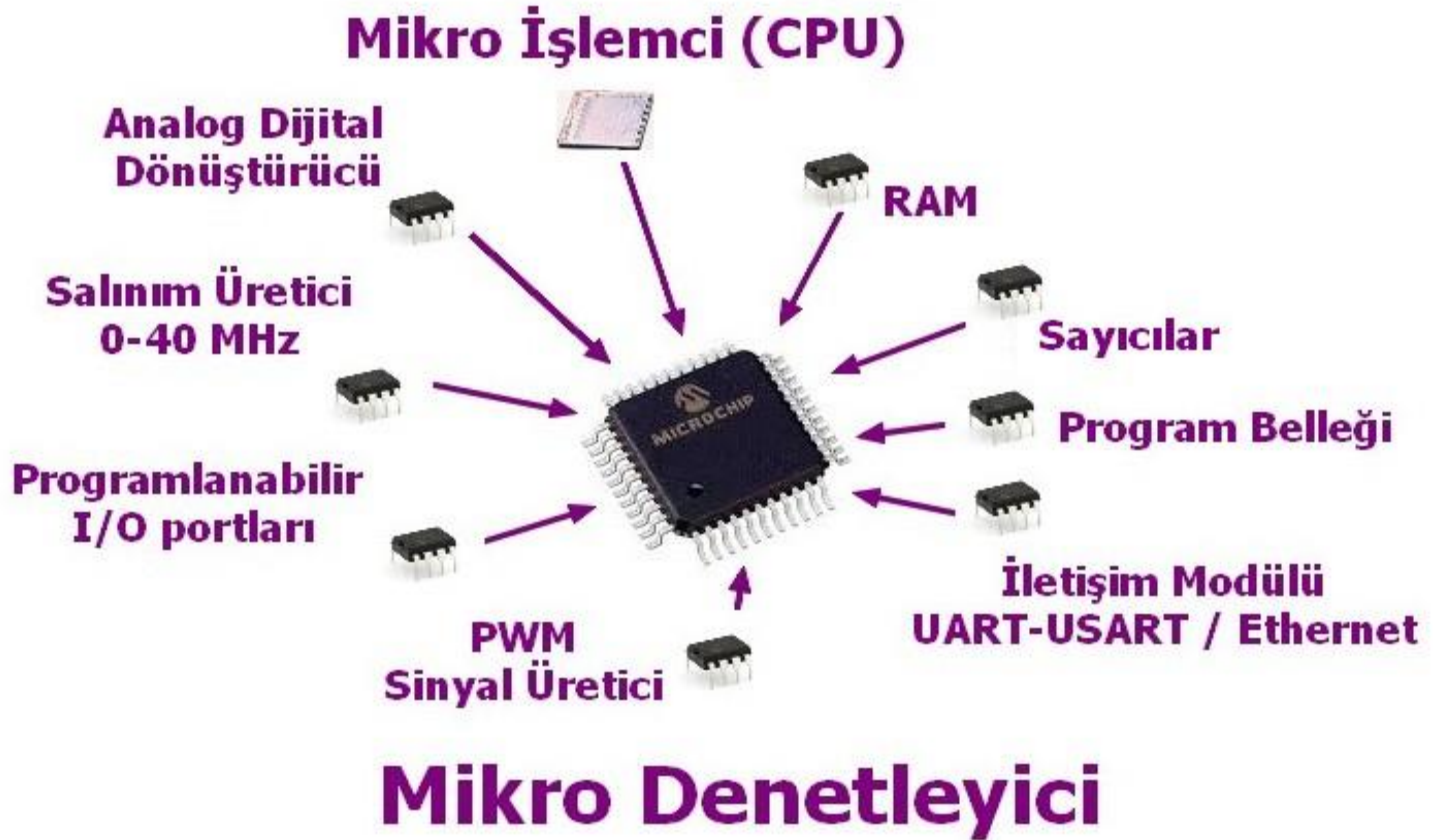 Mikro İşlemci (CPU)
Analog Dijital
Dönüştürücü
RAM
Salınım Üretici
0-40 MHz
Sayıcılar
MICROCHIP
Program Belleği
Programlanabilir
I/O portları
İletişim Modülü
UART-USART / Ethernet
PWM
Sinyal Üretici
Mikro Denetleyici